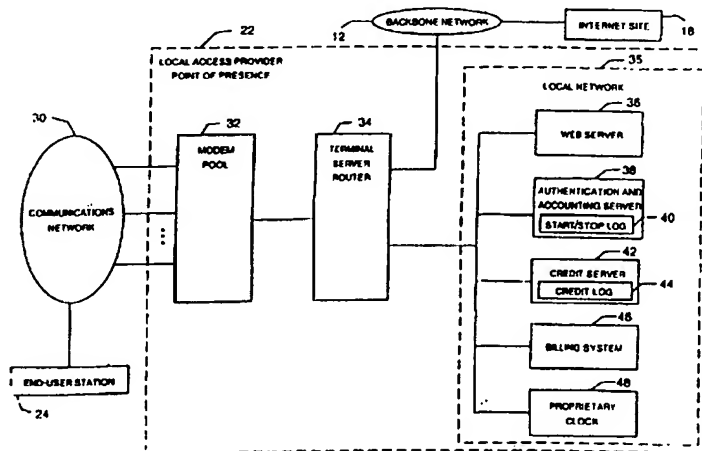 22
12
BACKBONE NETWORK
INTERNET SITE
18
LOCAL ACCESS PROVIDER
POINT OF PRESENCE
35
LOCAL NETWORK
30
32
34
36
MODEM
POOL
TERMINAL
SERVER
ROUTER
WEB SERVER
38
AUTHENTICATION AND
ACCOUNTING SERVER
START/STOP LOG
40
COMMUNICATIONS
NETWORK
42
CREDIT SERVER
CREDIT LOG
44
46
BILLING SYSTEM
END-USER STATION
24
48
PROPRIETARY
CLOCK